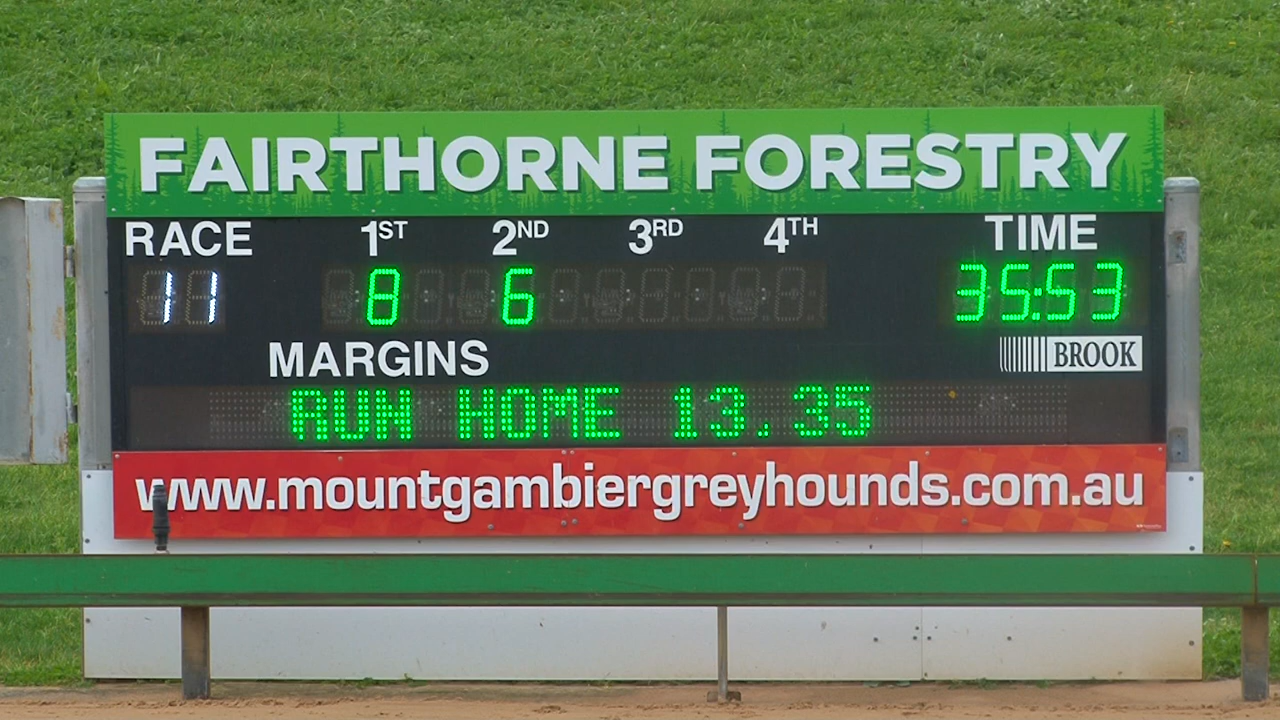 FAIRTHORNE FORESTRY
RACE 1ST 2ND 3RD 4TH TIME
11 8 6 35:53
MARGINS BROOK
RUN HOME 13.35
www.mountgambiergreyhounds.com.au